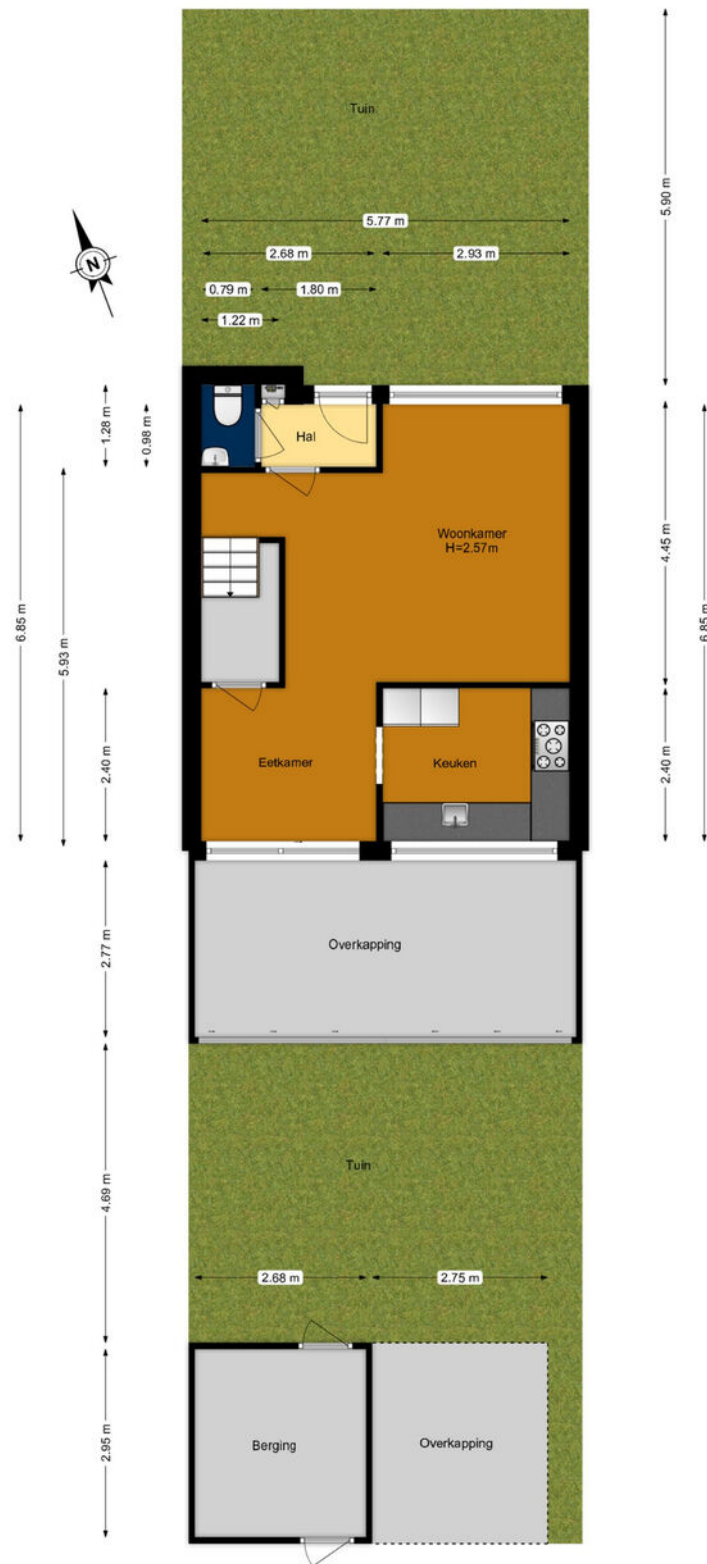 Tuin
5.90 m
5.77 m
2.68 m
2.93 m
0.79 m
1.80 m
1.22 m
N
1.28 m
0.98 m
Hal
6.85 m
5.93 m
Woonkamer
H=2.57m
4.45 m
6.85 m
2.40 m
Eetkamer
Keuken
2.40 m
2.77 m
Overkapping
4.69 m
Tuin
2.68 m
2.75 m
2.95 m
Berging
Overkapping